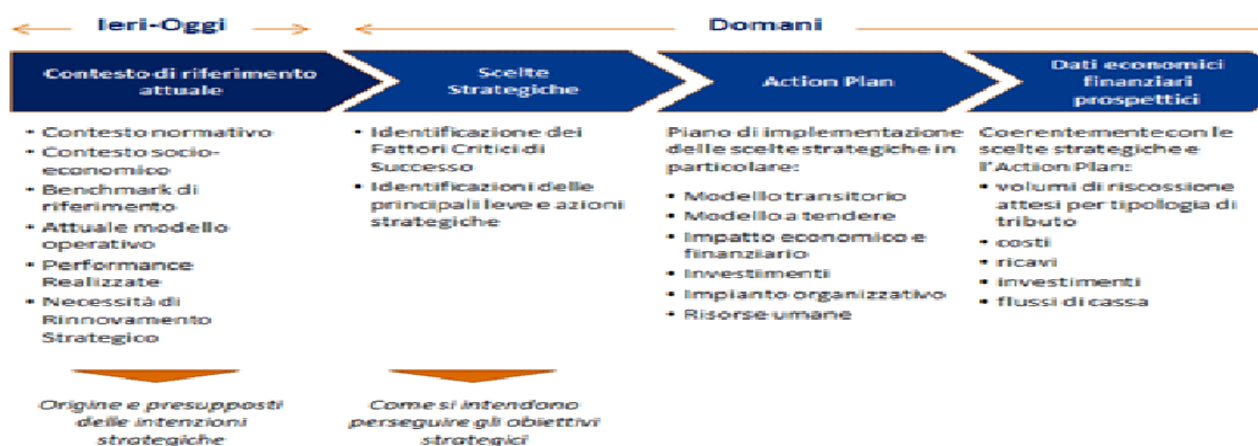 Ieri-Oggi
Domani
Contesto di riferimento
attuale
Scelte
Strategiche
Action Plan
Dati economici
finanziari
prospettici
• Contesto normativo
• Contesto socio-
economico
• Benchmark di
riferimento
• Attuale modello
operativo
• Performance
Realizzate
• Necessità di
Rinnovamento
Strategico
• Identificazione dei
Fattori Critici di
Successo
• Identificazioni delle
principali leve e azioni
strategiche
Piano di implementazione
delle scelte strategiche in
particolare:
• Modello transitorio
• Modello a tendere
• Impatto economico e
finanziario
• Investimenti
• Impianto organizzativo
• Risorse umane
Coerentemente con le
scelte strategiche e
l'Action Plan:
• volumi di riscossione
attesi per tipologia di
tributo
• costi
• ricavi
• investimenti
• flussi di cassa
Origine e presupposti
delle intenzioni
strategiche
Come si intendono
perseguire gli obiettivi
strategici